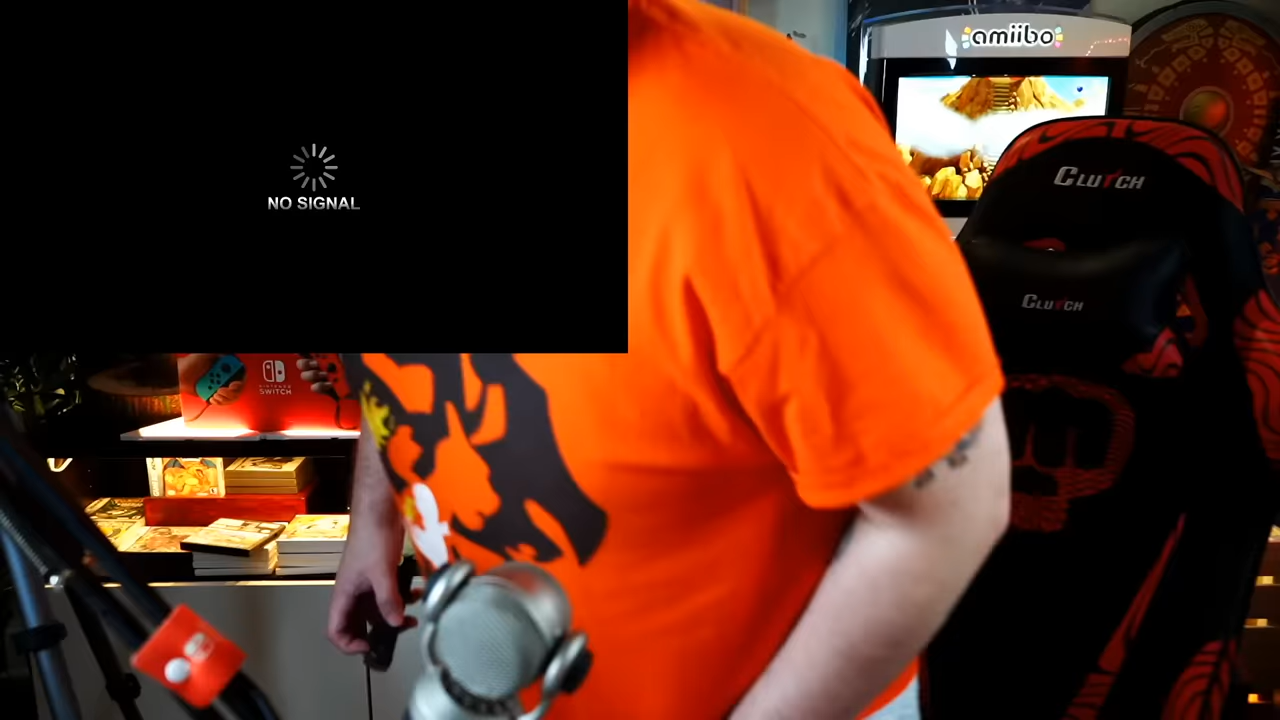 amiibo
NO SIGNAL
CLUTCH
CLUTCH
NINTENDO
SWITCH